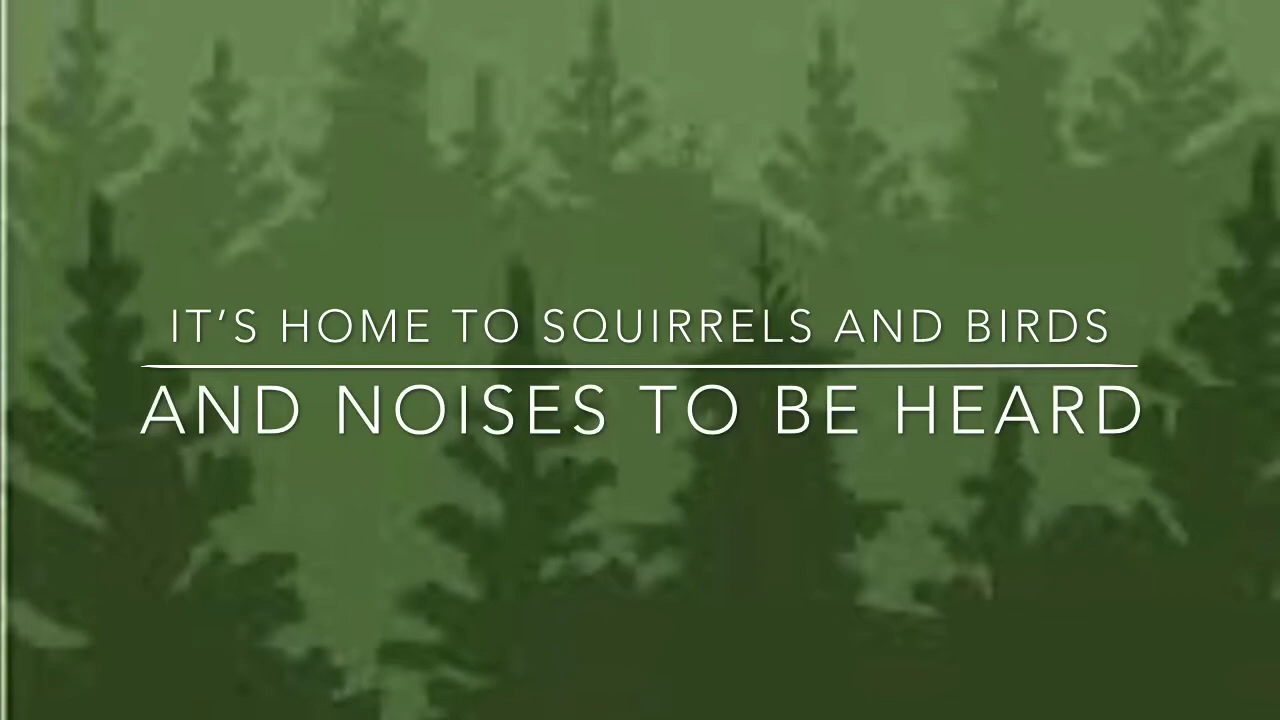 IT’S HOME TO SQUIRRELS AND BIRDS
AND NOISES TO BE HEARD